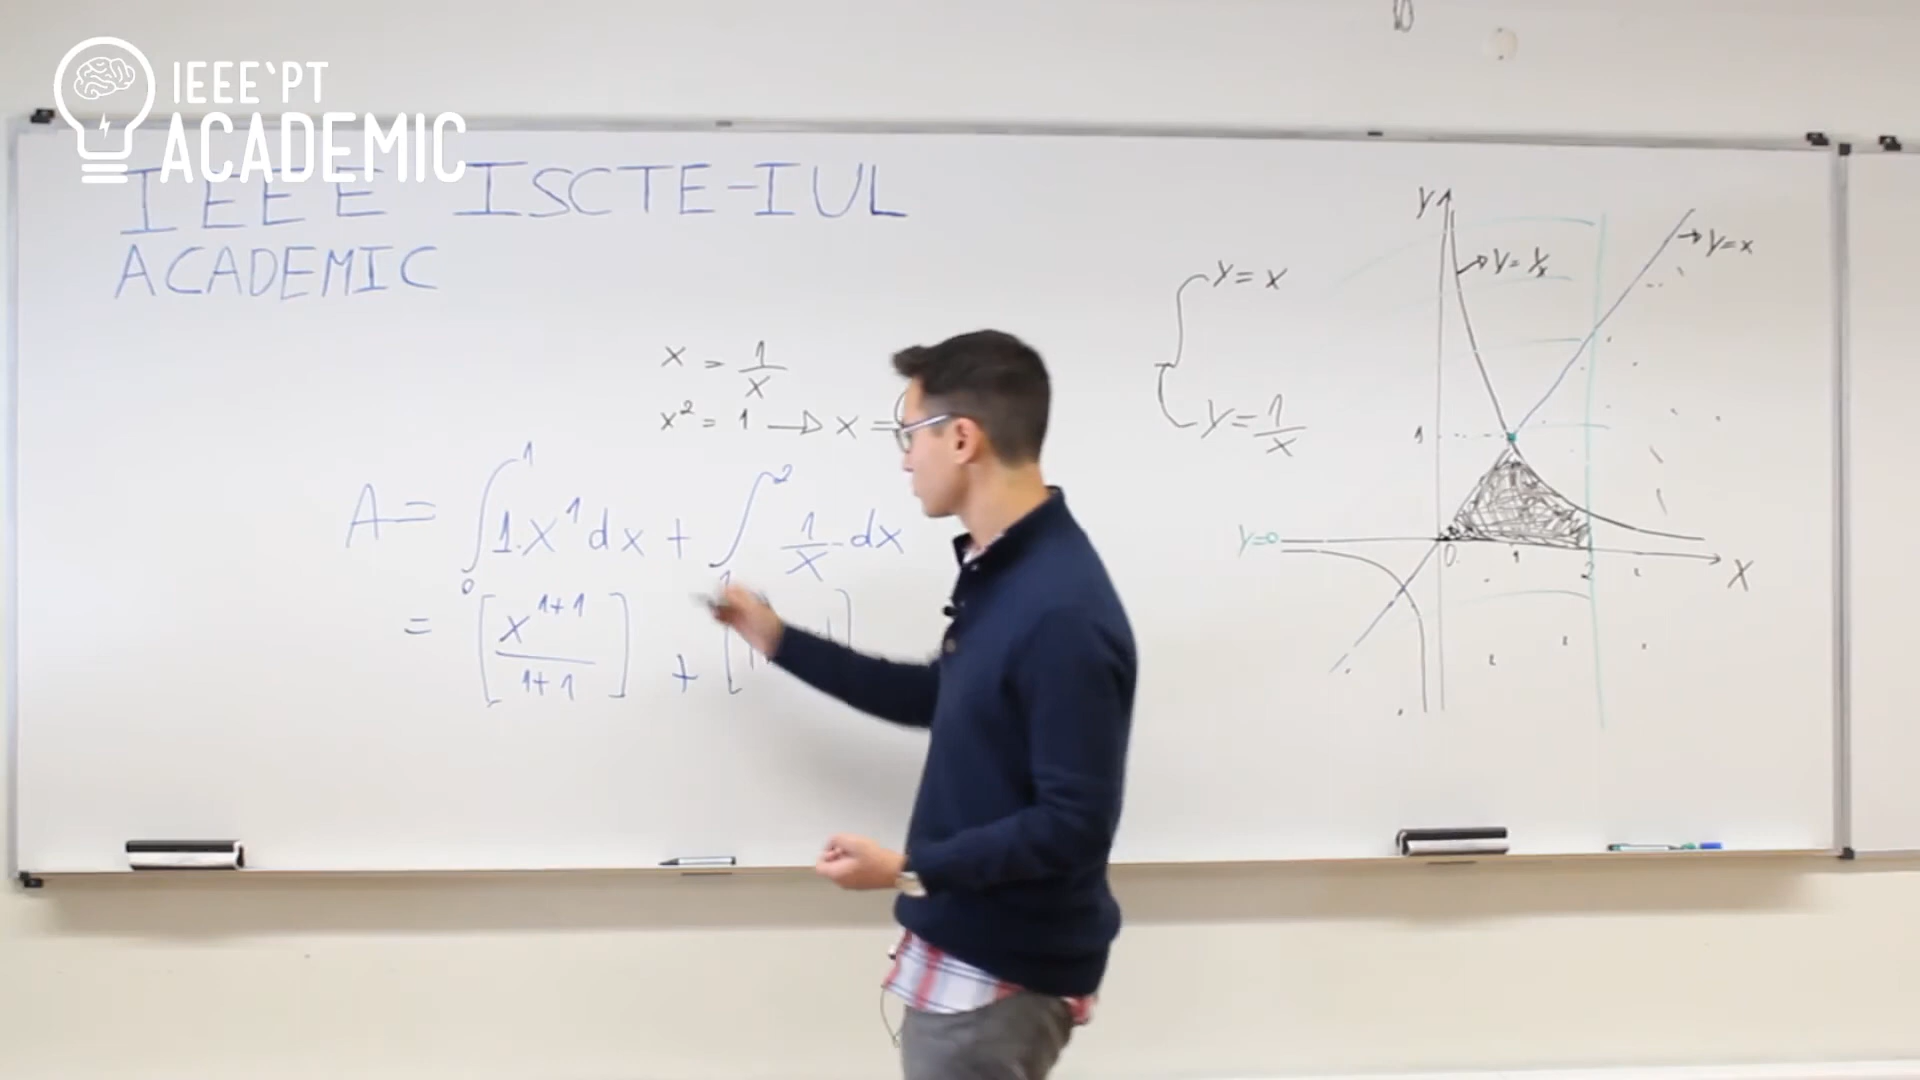 IEEE'PT
ACADEMIC
IEEE ISCTE-IUL
ACADEMIC
x = 1/x
x² = 1 → x =
A = ∫₀¹ 1·x¹ dx + ∫₁² 1/x · dx
= [x^(1+1)/(1+1)] + [
y = x
y = 1/x
y
y = 1/x
y = x
1
y=0
0 1 2
x